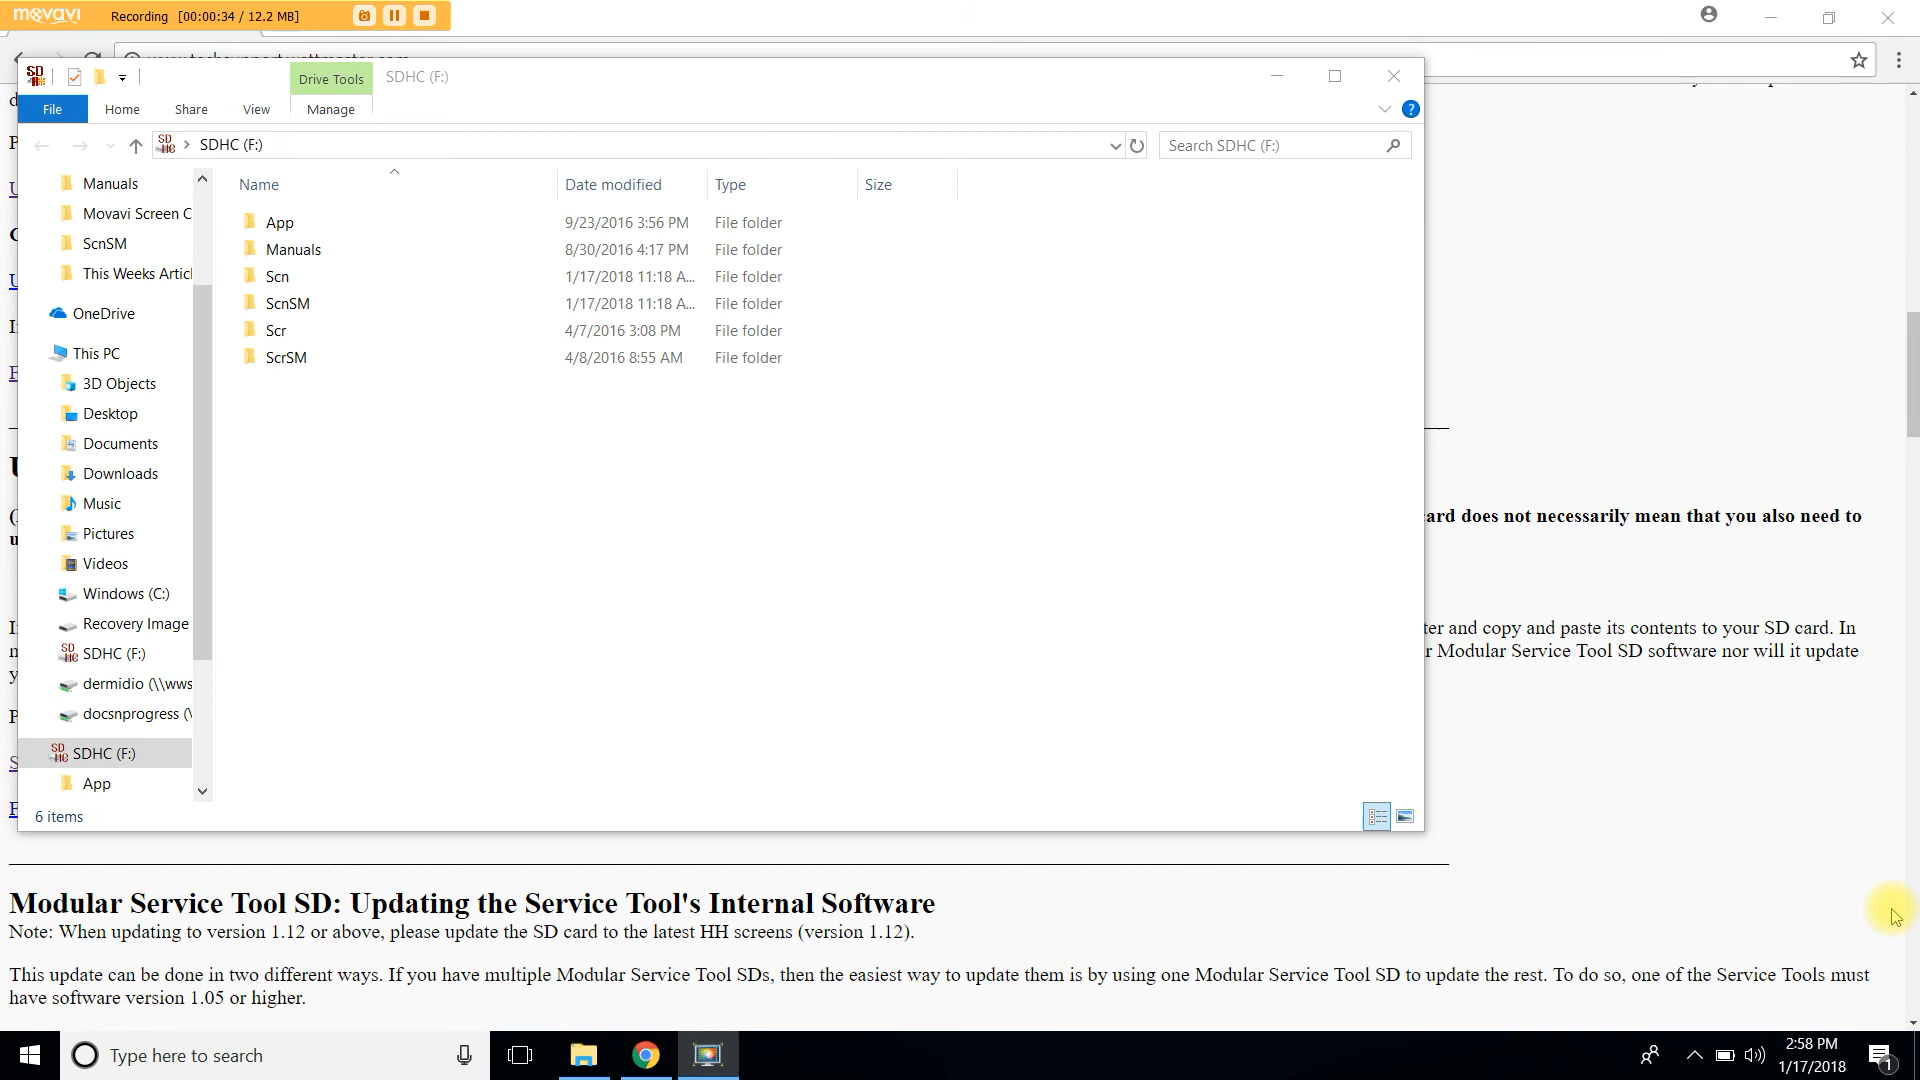 movavi Recording [00:00:34 / 12.2 MB]
Drive Tools SDHC (F:)
File Home Share View Manage
SDHC (F:)
Search SDHC (F:)
Name Date modified Type Size
App 9/23/2016 3:56 PM File folder
Manuals 8/30/2016 4:17 PM File folder
Scn 1/17/2018 11:18 A... File folder
ScnSM 1/17/2018 11:18 A... File folder
Scr 4/7/2016 3:08 PM File folder
ScrSM 4/8/2016 8:55 AM File folder
Manuals
Movavi Screen C
ScnSM
This Weeks Articl
OneDrive
This PC
3D Objects
Desktop
Documents
Downloads
Music
Pictures
Videos
Windows (C:)
Recovery Image
SDHC (F:)
dermidio (\\wws
docsnprogress (\
SDHC (F:)
App
6 items
card does not necessarily mean that you also need to
ter and copy and paste its contents to your SD card. In
r Modular Service Tool SD software nor will it update
Modular Service Tool SD: Updating the Service Tool's Internal Software
Note: When updating to version 1.12 or above, please update the SD card to the latest HH screens (version 1.12).
This update can be done in two different ways. If you have multiple Modular Service Tool SDs, then the easiest way to update them is by using one Modular Service Tool SD to update the rest. To do so, one of the Service Tools must
have software version 1.05 or higher.
Type here to search
2:58 PM
1/17/2018
1